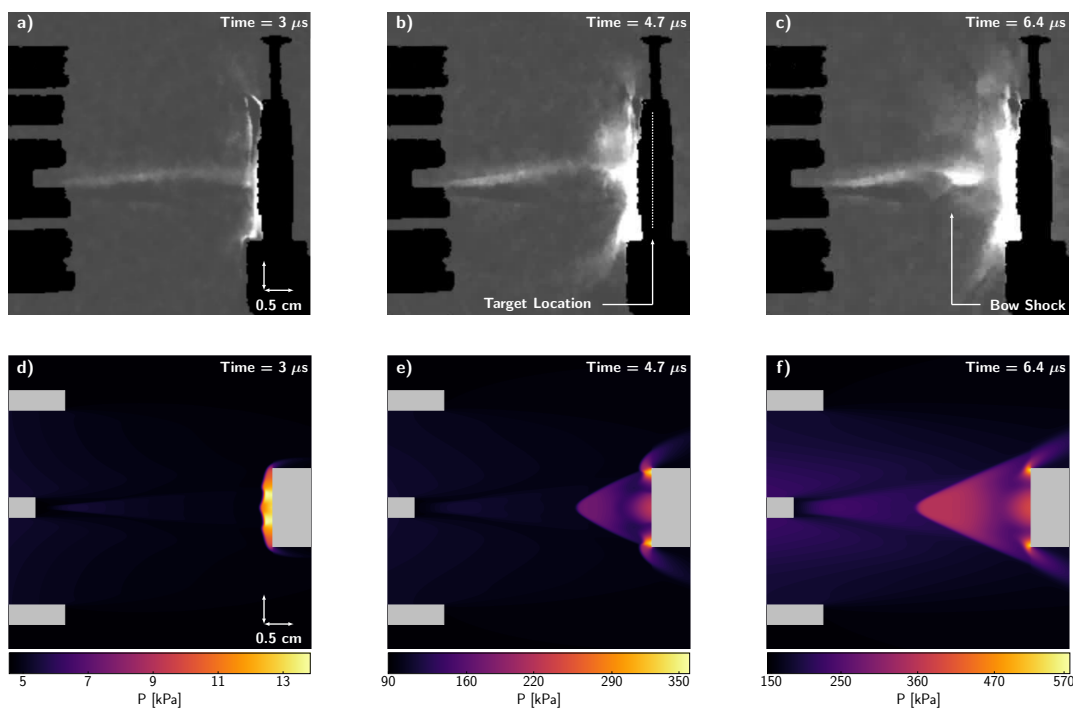 a) Time = 3 μs
b) Time = 4.7 μs
c) Time = 6.4 μs
0.5 cm
Target Location
Bow Shock
d) Time = 3 μs
e) Time = 4.7 μs
f) Time = 6.4 μs
0.5 cm
5 7 9 11 13
P [kPa]
90 160 220 290 350
P [kPa]
150 250 360 470 570
P [kPa]